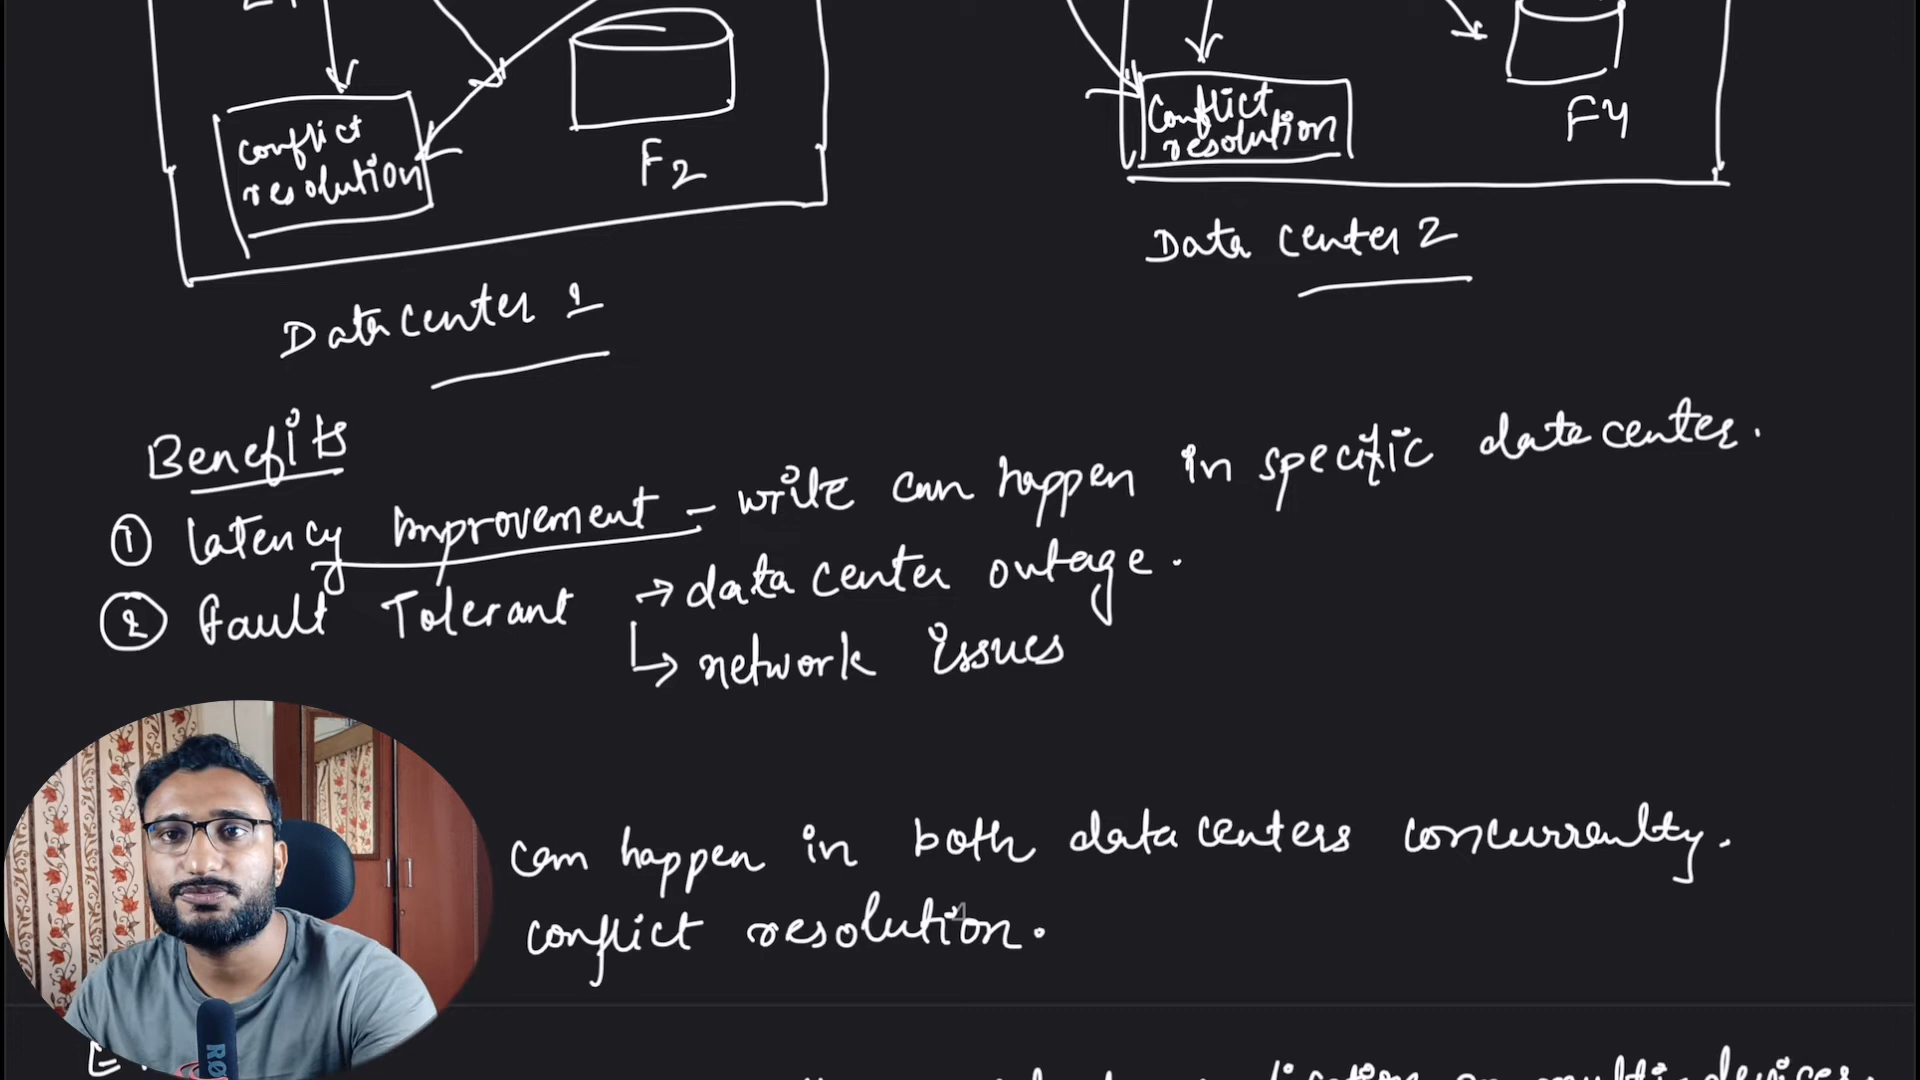 conflict
resolution
F2
Conflict
resolution
F4
Data center 1
Data center 2
Benefits
① Latency Improvement - write can happen in specific data center.
② Fault Tolerant → data center outage.
↳ network issues
can happen in both data centers concurrently.
conflict resolution.